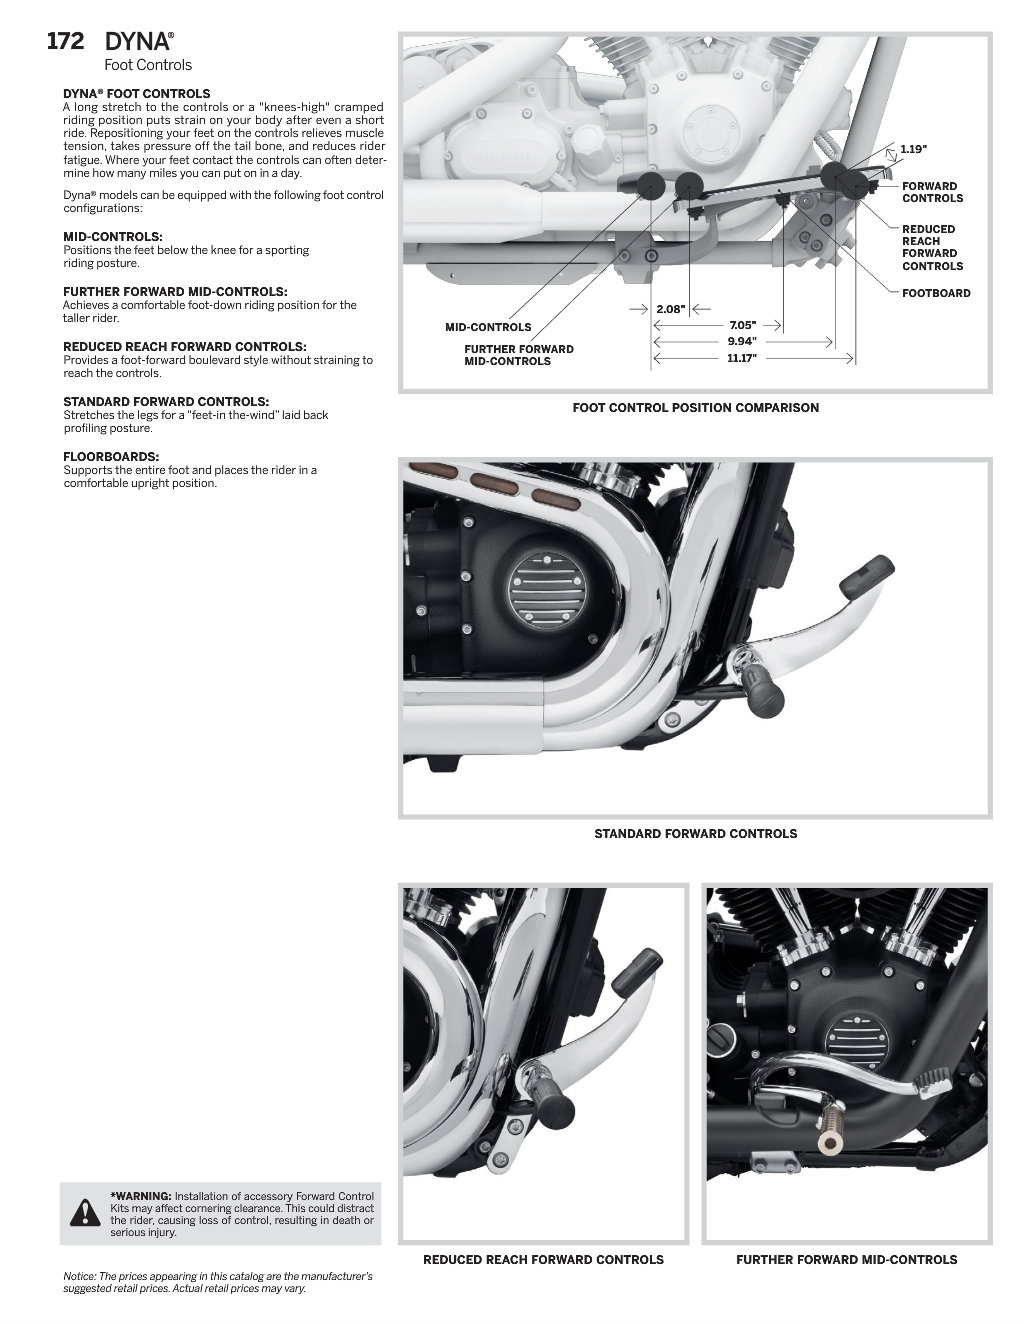 172 DYNA®
Foot Controls
DYNA® FOOT CONTROLS
A long stretch to the controls or a "knees-high" cramped
riding position puts strain on your body after even a short
ride. Repositioning your feet on the controls relieves muscle
tension, takes pressure off the tail bone, and reduces rider
fatigue. Where your feet contact the controls can often deter-
mine how many miles you can put on in a day.
Dyna® models can be equipped with the following foot control
configurations:
MID-CONTROLS:
Positions the feet below the knee for a sporting
riding posture.
FURTHER FORWARD MID-CONTROLS:
Achieves a comfortable foot-down riding position for the
taller rider.
REDUCED REACH FORWARD CONTROLS:
Provides a foot-forward boulevard style without straining to
reach the controls.
STANDARD FORWARD CONTROLS:
Stretches the legs for a "feet-in the-wind" laid back
profiling posture.
FLOORBOARDS:
Supports the entire foot and places the rider in a
comfortable upright position.
1.19"
FORWARD
CONTROLS
REDUCED
REACH
FORWARD
CONTROLS
FOOTBOARD
2.08"
MID-CONTROLS
7.05"
9.94"
FURTHER FORWARD
MID-CONTROLS
11.17"
FOOT CONTROL POSITION COMPARISON
STANDARD FORWARD CONTROLS
REDUCED REACH FORWARD CONTROLS
FURTHER FORWARD MID-CONTROLS
*WARNING: Installation of accessory Forward Control
Kits may affect cornering clearance. This could distract
the rider, causing loss of control, resulting in death or
serious injury.
Notice: The prices appearing in this catalog are the manufacturer's
suggested retail prices. Actual retail prices may vary.